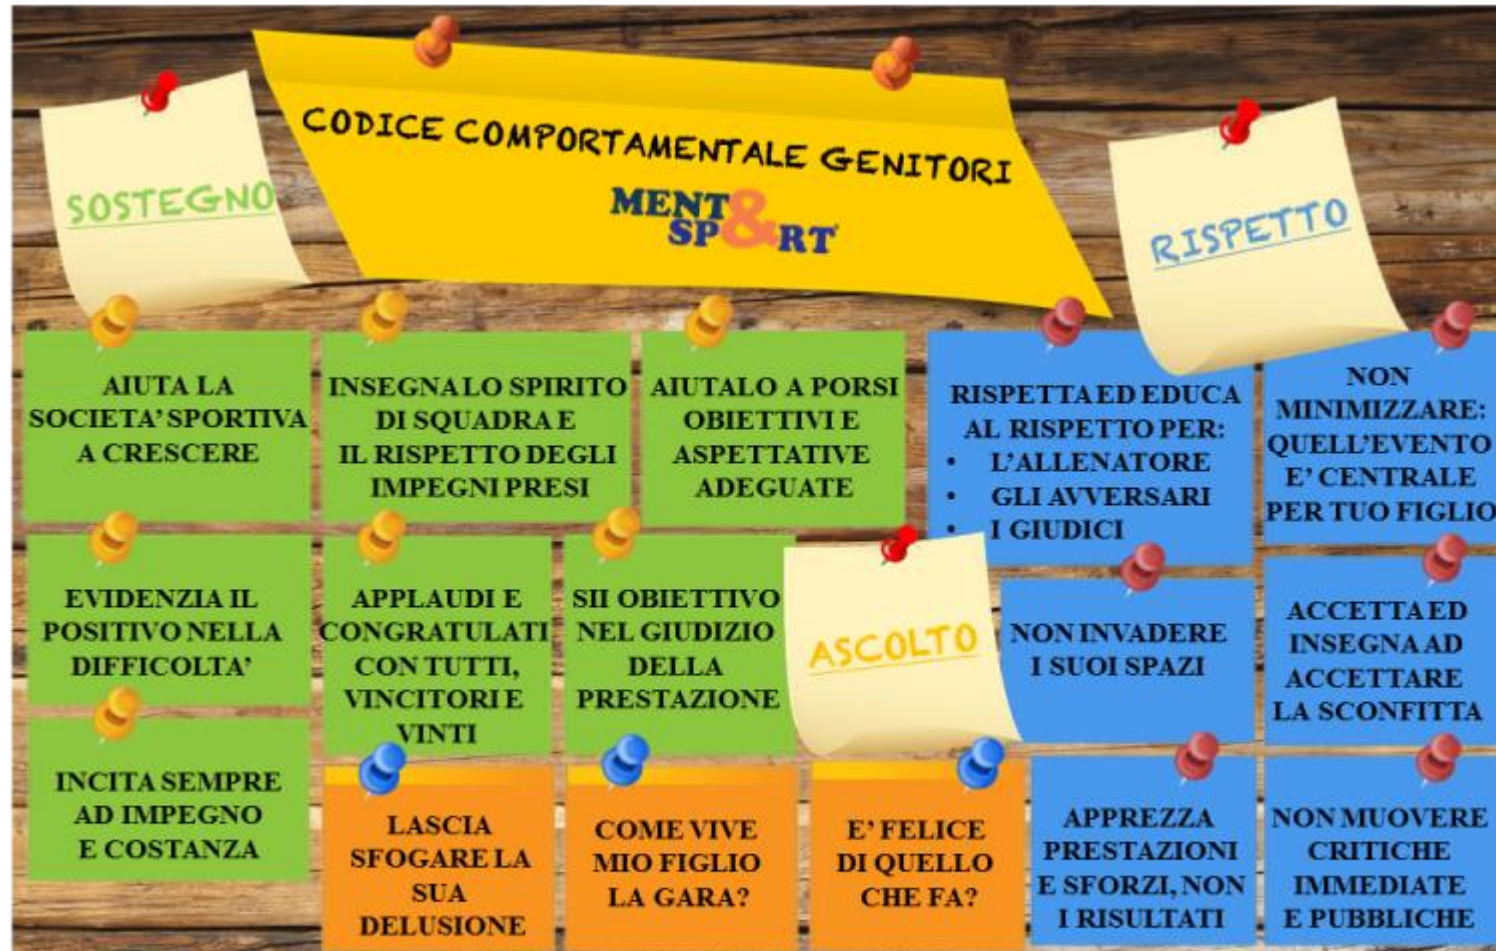 CODICE COMPORTAMENTALE GENITORI
MENT&
SPORT
SOSTEGNO
RISPETTO
AIUTA LA
SOCIETA' SPORTIVA
A CRESCERE
INSEGNA LO SPIRITO
DI SQUADRA E
IL RISPETTO DEGLI
IMPEGNI PRESI
AIUTALO A PORSI
OBIETTIVI E
ASPETTATIVE
ADEGUATE
RISPETTA ED EDUCA
AL RISPETTO PER:
• L'ALLENATORE
• GLI AVVERSARI
• I GIUDICI
NON
MINIMIZZARE:
QUELL'EVENTO
E' CENTRALE
PER TUO FIGLIO
EVIDENZIA IL
POSITIVO NELLA
DIFFICOLTA'
APPLAUDI E
CONGRATULATI
CON TUTTI,
VINCITORI E
VINTI
SII OBIETTIVO
NEL GIUDIZIO
DELLA
PRESTAZIONE
ASCOLTO
NON INVADERE
I SUOI SPAZI
ACCETTA ED
INSEGNA AD
ACCETTARE
LA SCONFITTA
INCITA SEMPRE
AD IMPEGNO
E COSTANZA
LASCIA
SFOGARE LA
SUA
DELUSIONE
COME VIVE
MIO FIGLIO
LA GARA?
E' FELICE
DI QUELLO
CHE FA?
APPREZZA
PRESTAZIONI
E SFORZI, NON
I RISULTATI
NON MUOVERE
CRITICHE
IMMEDIATE
E PUBBLICHE